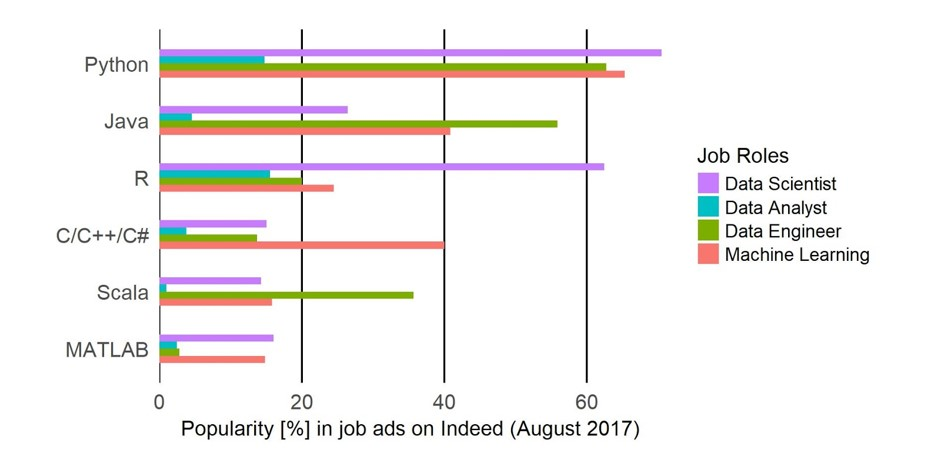 Python
Java
R
C/C++/C#
Scala
MATLAB
0 20 40 60
Popularity [%] in job ads on Indeed (August 2017)
Job Roles
Data Scientist
Data Analyst
Data Engineer
Machine Learning